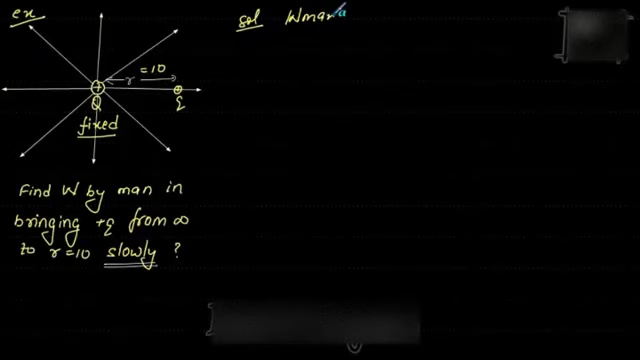 ex
sol Wman
r =10
+
Q
q
fixed
Find W by man in
bringing +q from ∞
to r=10 slowly ?